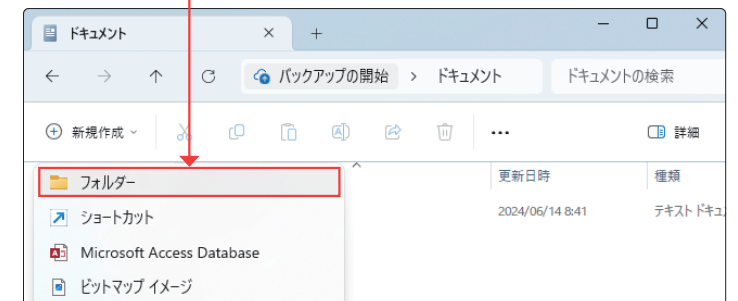 ドキュメント
バックアップの開始 > ドキュメント ドキュメントの検索
新規作成 詳細
更新日時 種類
フォルダー
2024/06/14 8:41 テキスト ドキュ
ショートカット
Microsoft Access Database
ビットマップ イメージ